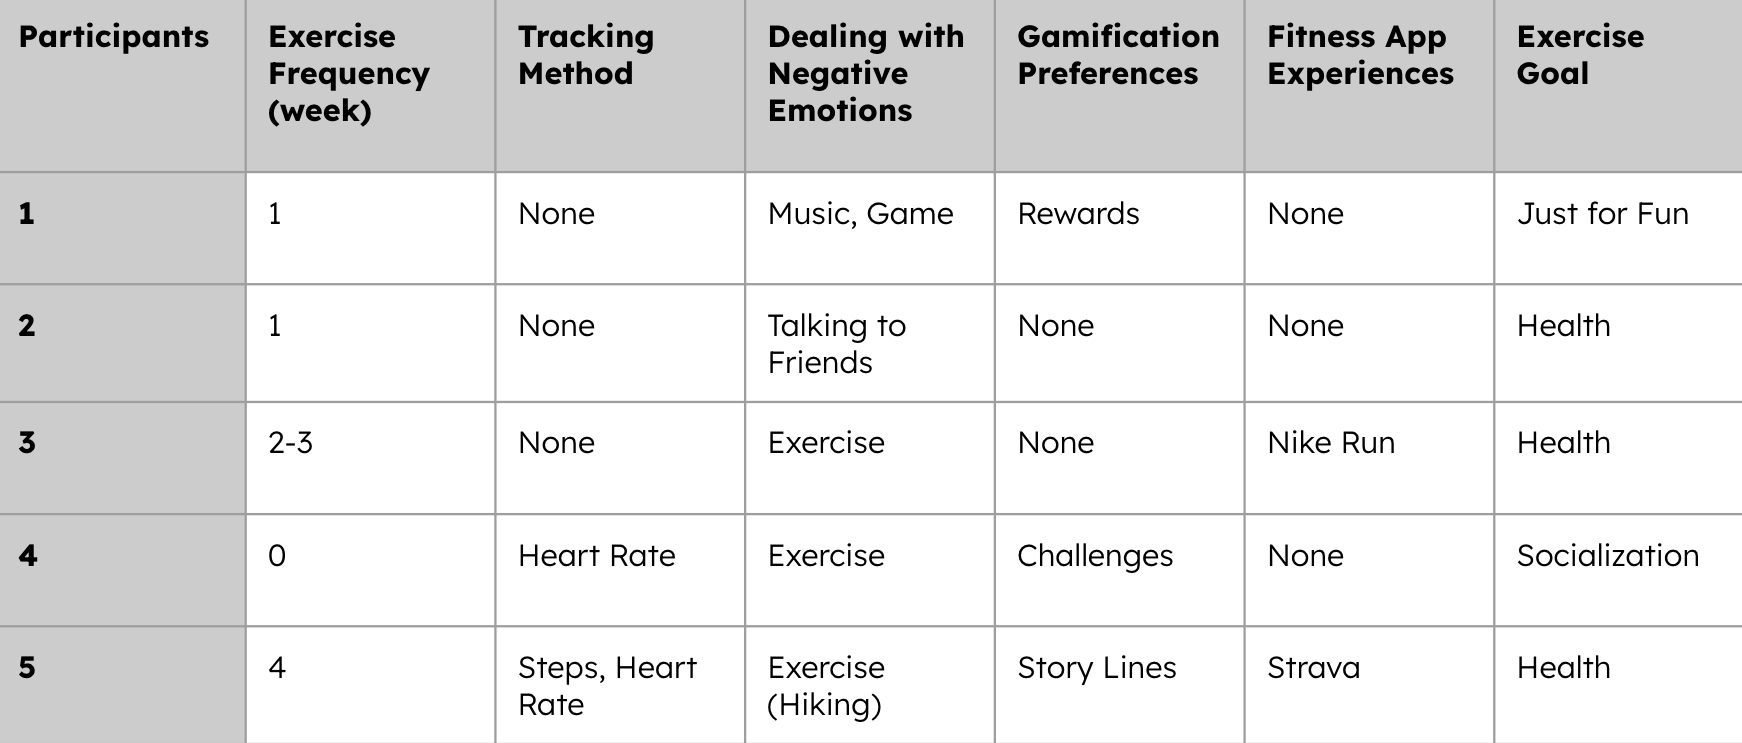 Participants
Exercise Frequency (week)
Tracking Method
Dealing with Negative Emotions
Gamification Preferences
Fitness App Experiences
Exercise Goal
1
1
None
Music, Game
Rewards
None
Just for Fun
2
1
None
Talking to Friends
None
None
Health
3
2-3
None
Exercise
None
Nike Run
Health
4
0
Heart Rate
Exercise
Challenges
None
Socialization
5
4
Steps, Heart Rate
Exercise (Hiking)
Story Lines
Strava
Health